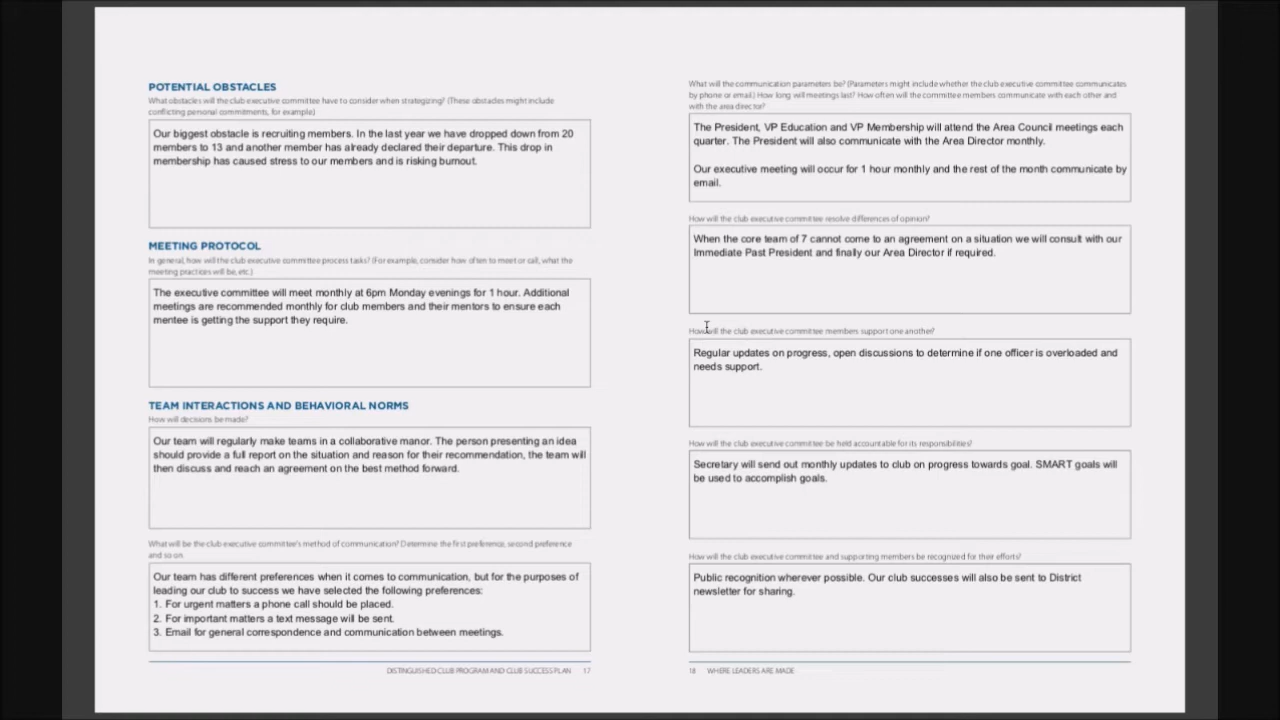 POTENTIAL OBSTACLES
What obstacles will the club executive committee have to consider when strategizing? (These obstacles might include
conflicting personal commitments, for example)
Our biggest obstacle is recruiting members. In the last year we have dropped down from 20
members to 13 and another member has already declared their departure. This drop in
membership has caused stress to our members and is risking burnout.
MEETING PROTOCOL
In general, how will the club executive committee process tasks? (For example, consider how often to meet or call, what the
meeting practices will be, etc.)
The executive committee will meet monthly at 6pm Monday evenings for 1 hour. Additional
meetings are recommended monthly for club members and their mentors to ensure each
mentee is getting the support they require.
TEAM INTERACTIONS AND BEHAVIORAL NORMS
How will decisions be made?
Our team will regularly make teams in a collaborative manor. The person presenting an idea
should provide a full report on the situation and reason for their recommendation, the team will
then discuss and reach an agreement on the best method forward.
What will be the club executive committee's method of communication? Determine the first preference, second preference
and so on.
Our team has different preferences when it comes to communication, but for the purposes of
leading our club to success we have selected the following preferences:
1. For urgent matters a phone call should be placed.
2. For important matters a text message will be sent.
3. Email for general correspondence and communication between meetings.
DISTINGUISHED CLUB PROGRAM AND CLUB SUCCESS PLAN 17
What will the communication parameters be? (Parameters might include whether the club executive committee communicates
by phone or email.) How long will meetings last? How often will the committee members communicate with each other and
with the area director?
The President, VP Education and VP Membership will attend the Area Council meetings each
quarter. The President will also communicate with the Area Director monthly.
Our executive meeting will occur for 1 hour monthly and the rest of the month communicate by
email.
How will the club executive committee resolve differences of opinion?
When the core team of 7 cannot come to an agreement on a situation we will consult with our
Immediate Past President and finally our Area Director if required.
How will the club executive committee members support one another?
Regular updates on progress, open discussions to determine if one officer is overloaded and
needs support.
How will the club executive committee be held accountable for its responsibilities?
Secretary will send out monthly updates to club on progress towards goal. SMART goals will
be used to accomplish goals.
How will the club executive committee and supporting members be recognized for their efforts?
Public recognition wherever possible. Our club successes will also be sent to District
newsletter for sharing.
18 WHERE LEADERS ARE MADE